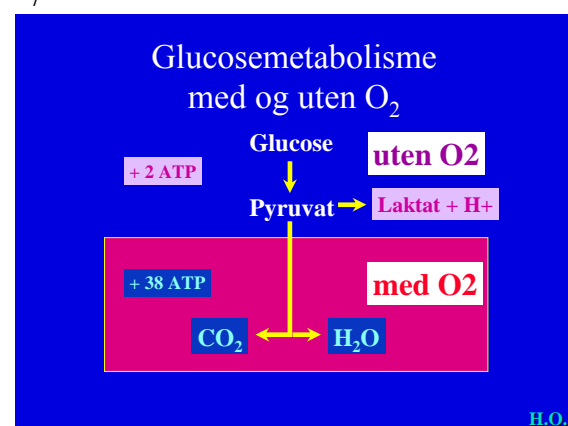 Glucosemetabolisme
med og uten O₂
Glucose
uten O2
+ 2 ATP
Pyruvat
Laktat + H+
+ 38 ATP
med O2
CO₂
H₂O
H.O.